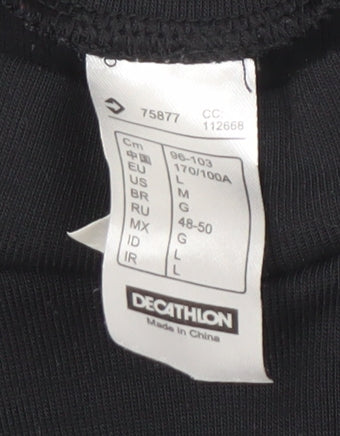 75877 CC:
112668
Cm 96-103
中国 170/100A
EU L
US M
BR G
RU 48-50
MX G
ID L
IR L
DECATHLON
Made in China